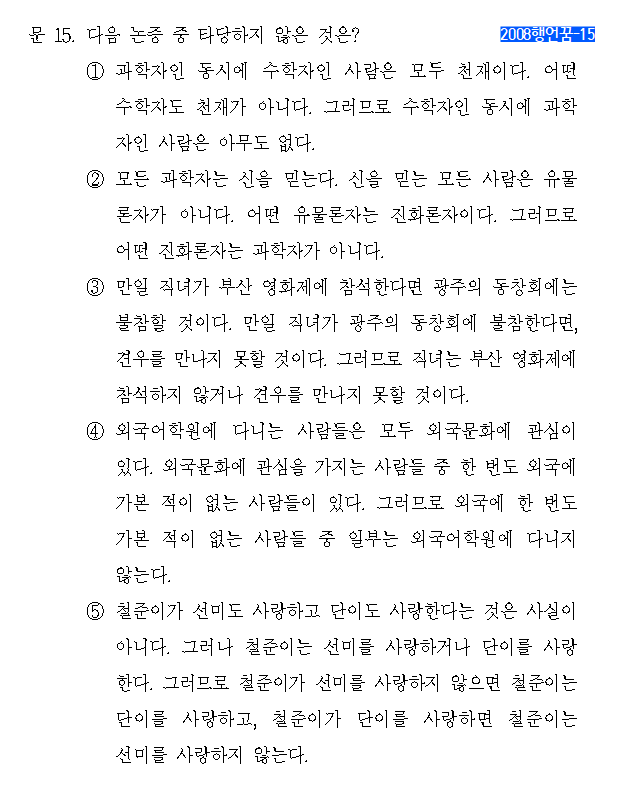 문 15. 다음 논증 중 타당하지 않은 것은? 2008행언꿈-15
① 과학자인 동시에 수학자인 사람은 모두 천재이다. 어떤
수학자도 천재가 아니다. 그러므로 수학자인 동시에 과학
자인 사람은 아무도 없다.
② 모든 과학자는 신을 믿는다. 신을 믿는 모든 사람은 유물
론자가 아니다. 어떤 유물론자는 진화론자이다. 그러므로
어떤 진화론자는 과학자가 아니다.
③ 만일 직녀가 부산 영화제에 참석한다면 광주의 동창회에는
불참할 것이다. 만일 직녀가 광주의 동창회에 불참한다면,
견우를 만나지 못할 것이다. 그러므로 직녀는 부산 영화제에
참석하지 않거나 견우를 만나지 못할 것이다.
④ 외국어학원에 다니는 사람들은 모두 외국문화에 관심이
있다. 외국문화에 관심을 가지는 사람들 중 한 번도 외국에
가본 적이 없는 사람들이 있다. 그러므로 외국에 한 번도
가본 적이 없는 사람들 중 일부는 외국어학원에 다니지
않는다.
⑤ 철준이가 선미도 사랑하고 단이도 사랑한다는 것은 사실이
아니다. 그러나 철준이는 선미를 사랑하거나 단이를 사랑
한다. 그러므로 철준이가 선미를 사랑하지 않으면 철준이는
단이를 사랑하고, 철준이가 단이를 사랑하면 철준이는
선미를 사랑하지 않는다.